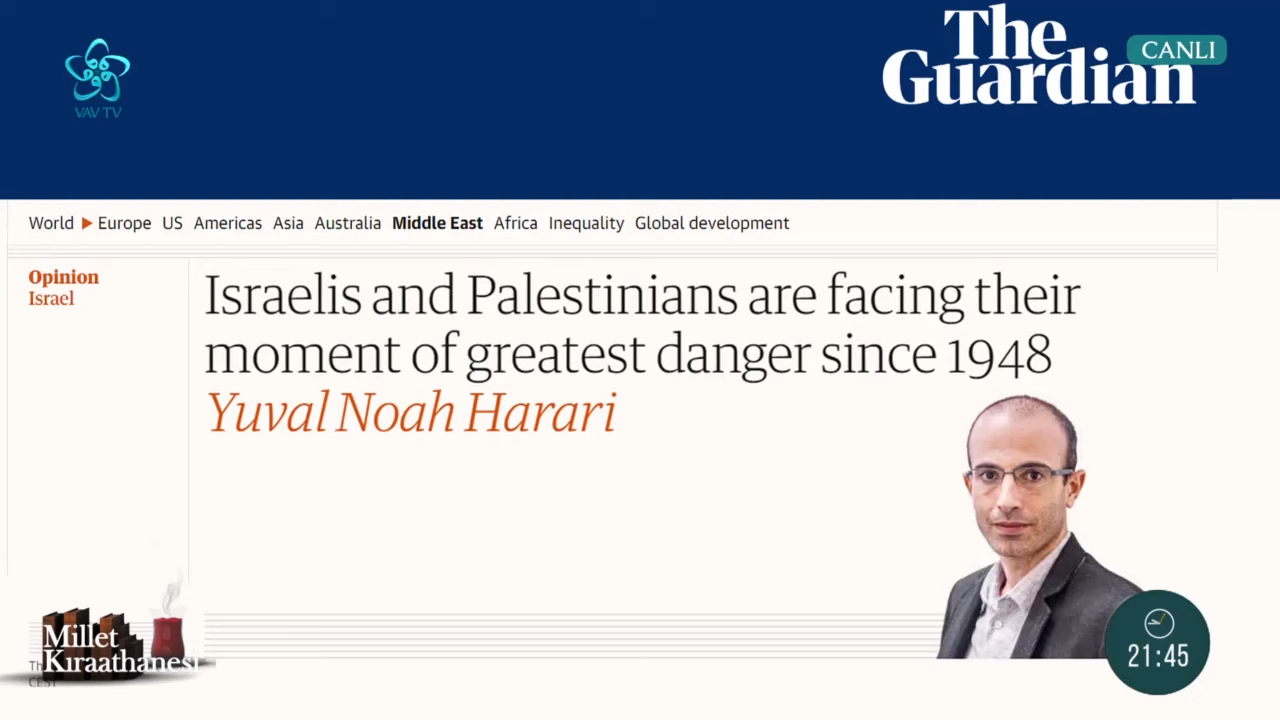 VAV TV
The
Guardian
CANLI
World Europe US Americas Asia Australia Middle East Africa Inequality Global development
Opinion
Israel
Israelis and Palestinians are facing their
moment of greatest danger since 1948
Yuval Noah Harari
Millet
Kıraathanesi
21:45